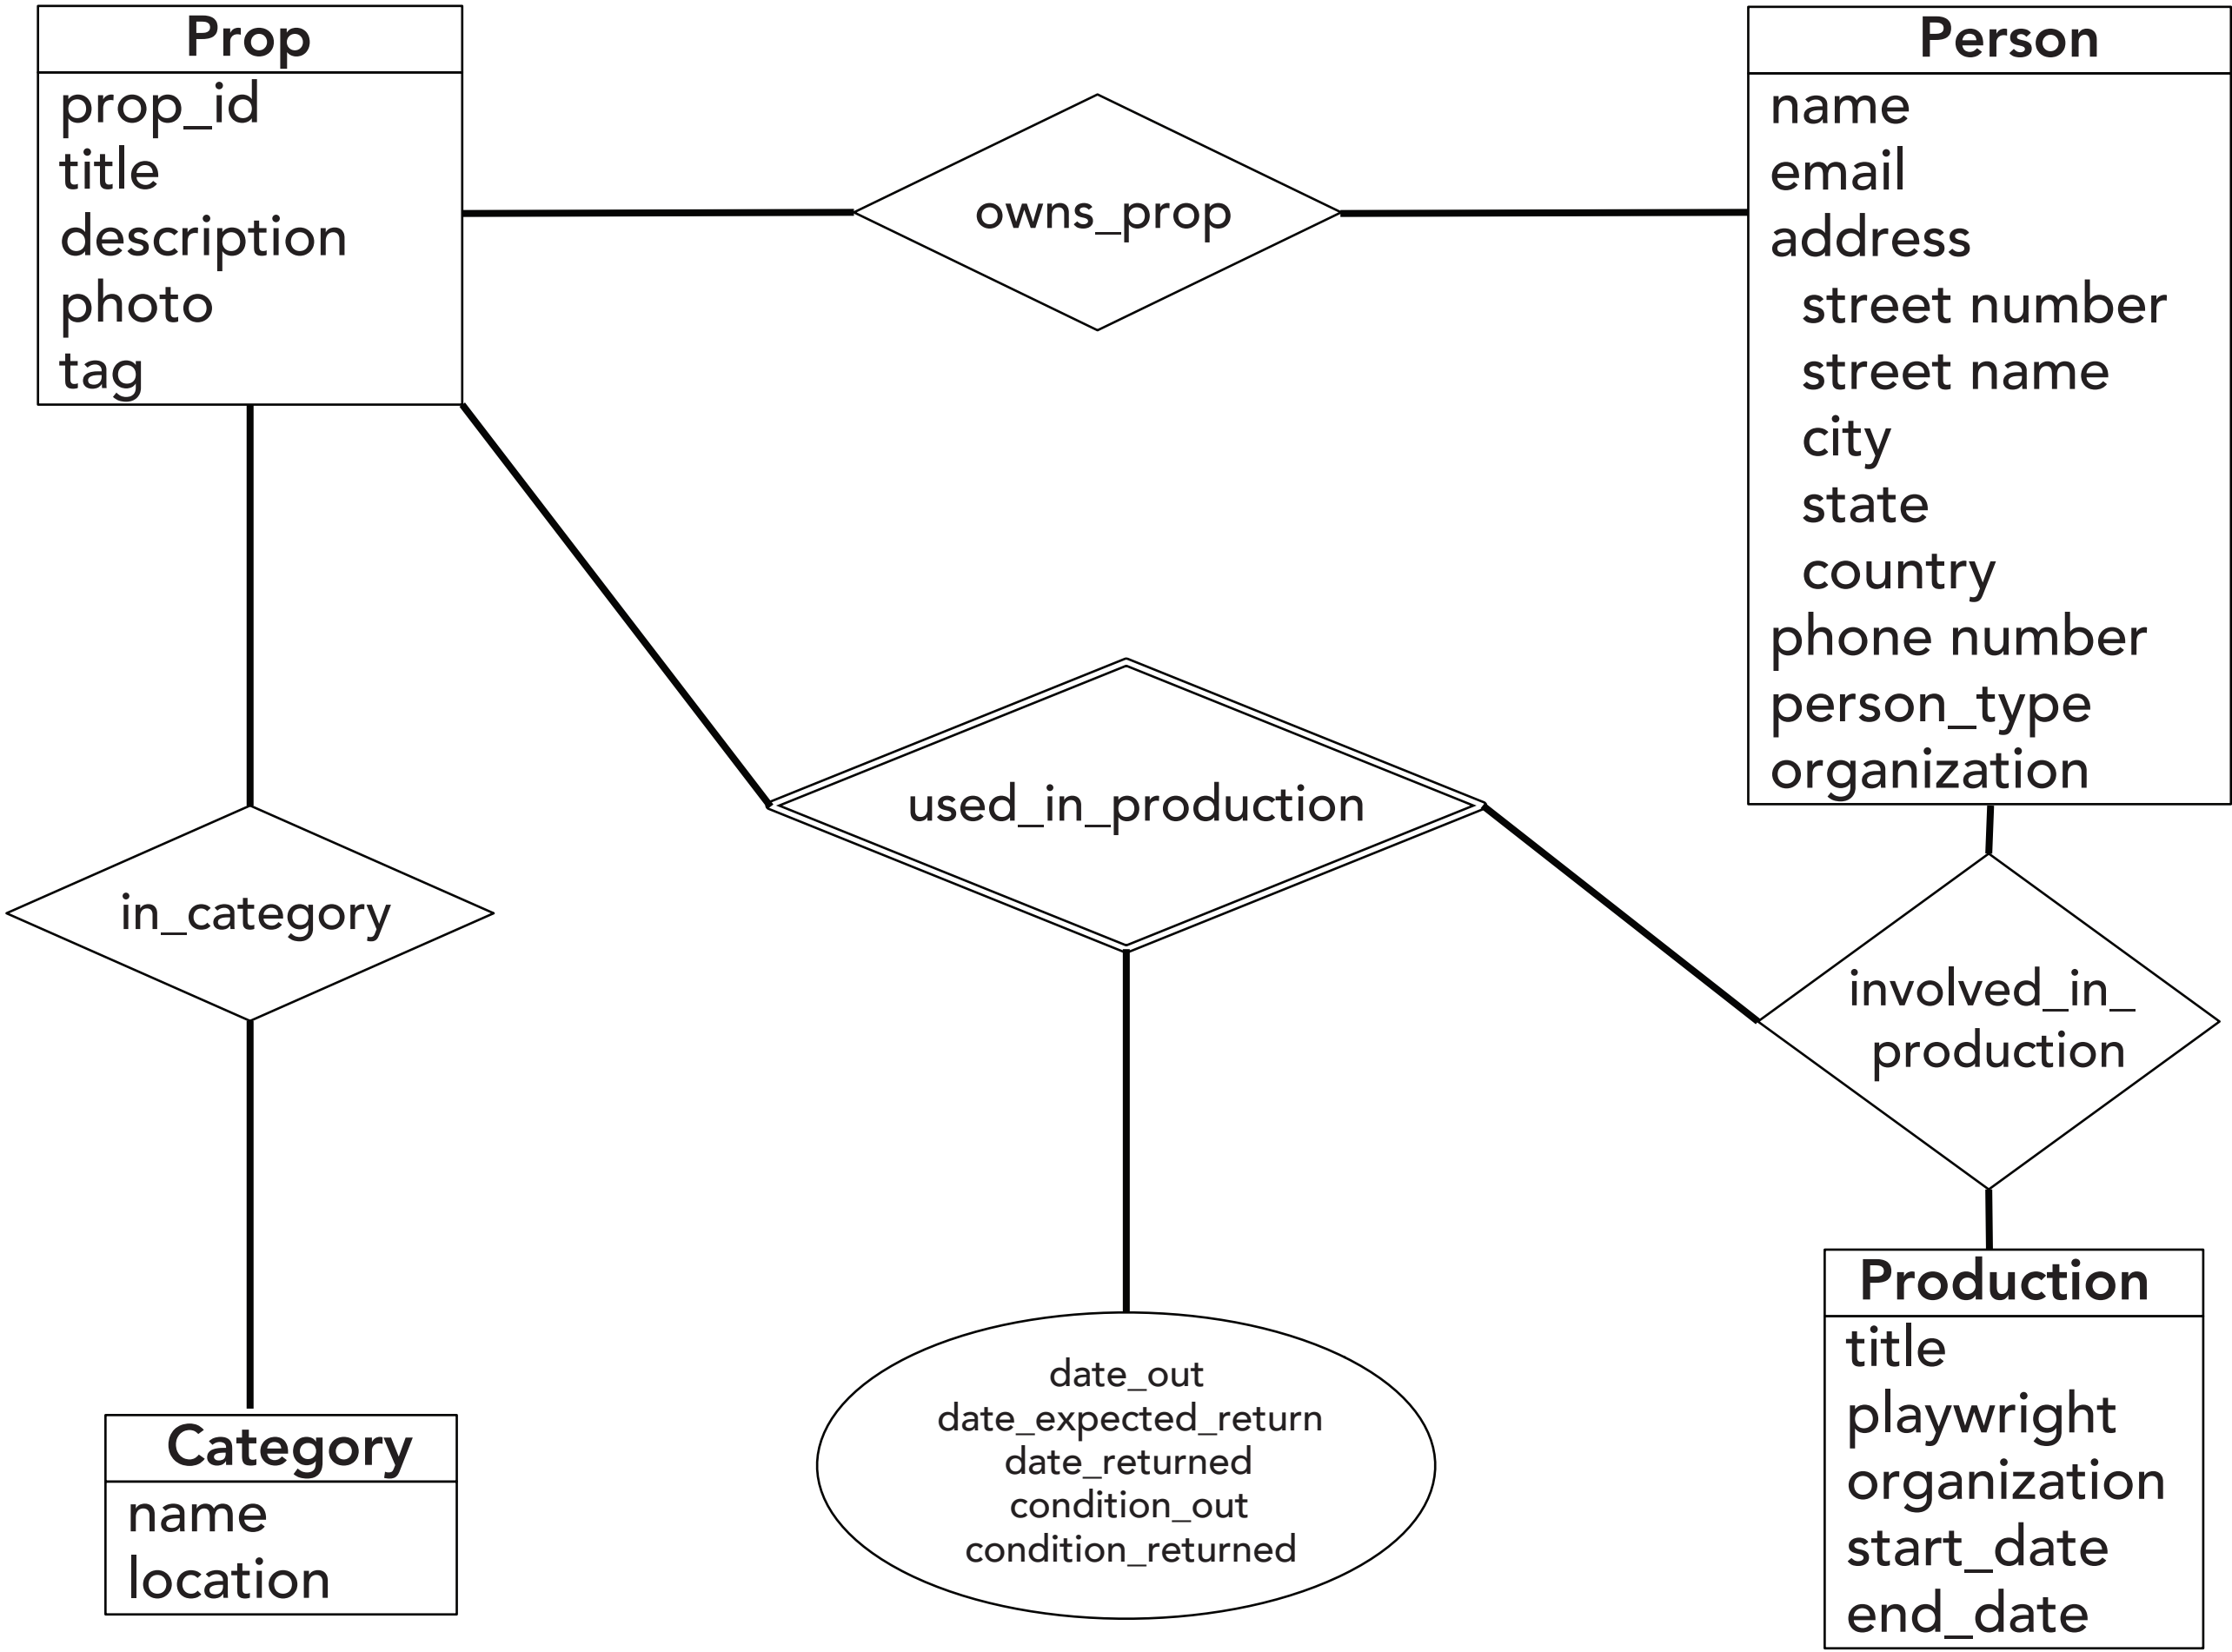 Prop
prop_id
title
description
photo
tag
owns_prop
Person
name
email
address
street number
street name
city
state
country
phone number
person_type
organization
used_in_production
in_category
involved_in_
production
Category
name
location
date_out
date_expected_return
date_returned
condition_out
condition_returned
Production
title
playwright
organization
start_date
end_date